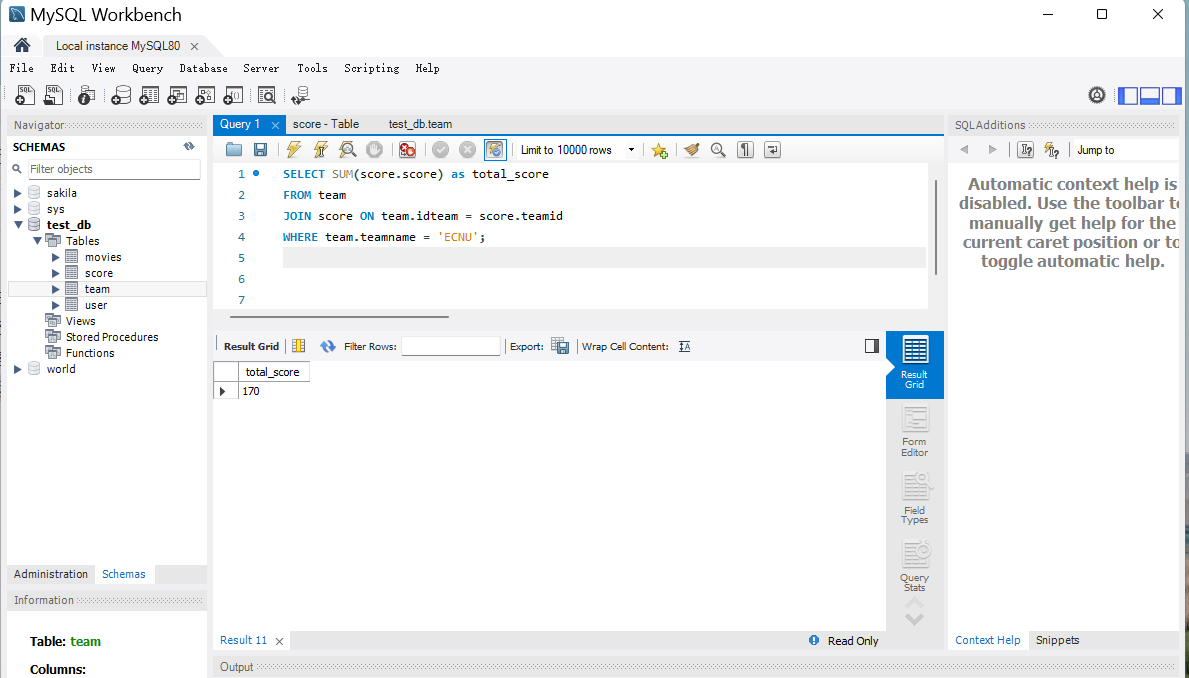 MySQL Workbench
Local instance MySQL80
File Edit View Query Database Server Tools Scripting Help
Navigator
SCHEMAS
Filter objects
sakila
sys
test_db
Tables
movies
score
team
user
Views
Stored Procedures
Functions
world
Administration Schemas
Information
Table: team
Columns:
Query 1 score - Table test_db.team
Limit to 10000 rows
1 SELECT SUM(score.score) as total_score
2 FROM team
3 JOIN score ON team.idteam = score.teamid
4 WHERE team.teamname = 'ECNU';
5
6
7
Result Grid Filter Rows: Export: Wrap Cell Content:
total_score
170
Result
Grid
Form
Editor
Field
Types
Query
Stats
Result 11 Read Only
Output
SQLAdditions
Jump to
Automatic context help is
disabled. Use the toolbar to
manually get help for the
current caret position or to
toggle automatic help.
Context Help Snippets